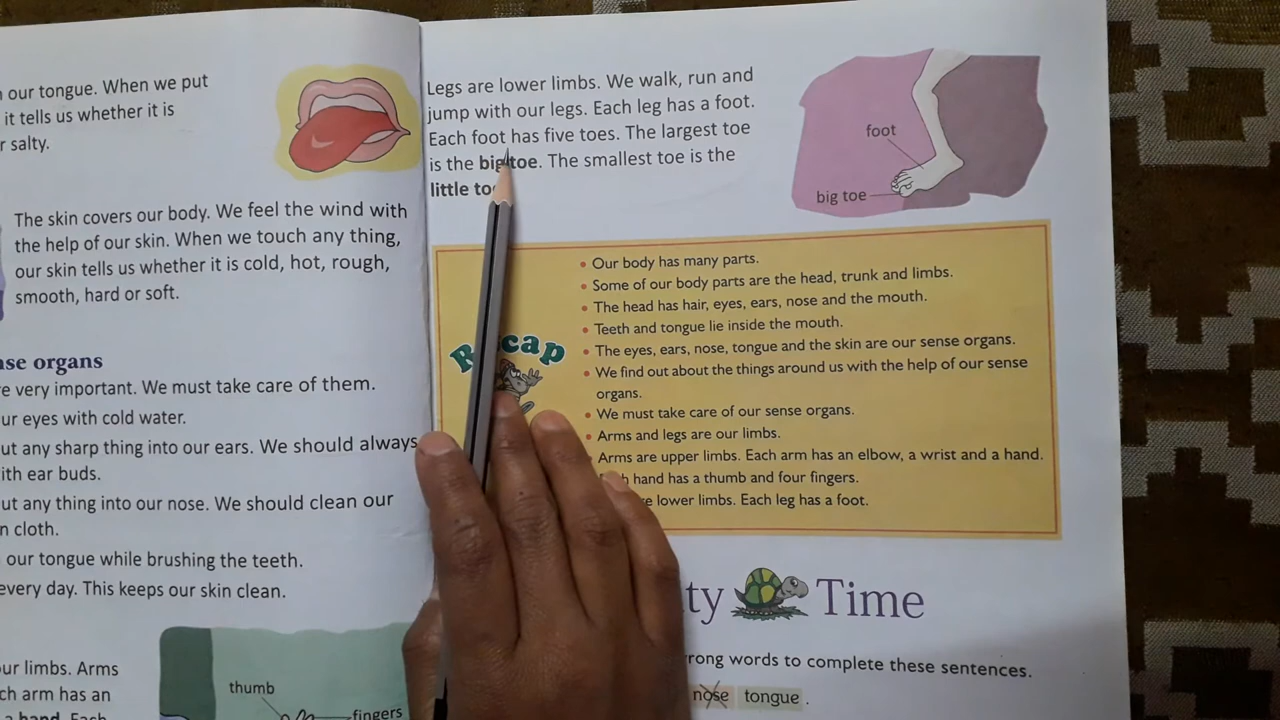 our tongue. When we put
it tells us whether it is
salty.
The skin covers our body. We feel the wind with
the help of our skin. When we touch any thing,
our skin tells us whether it is cold, hot, rough,
smooth, hard or soft.
organs
very important. We must take care of them.
eyes with cold water.
any sharp thing into our ears. We should always
ear buds.
any thing into our nose. We should clean our
cloth.
our tongue while brushing the teeth.
every day. This keeps our skin clean.
limbs. Arms
arm has an
hand. Each
thumb
fingers
Legs are lower limbs. We walk, run and
jump with our legs. Each leg has a foot.
Each foot has five toes. The largest toe
is the big toe. The smallest toe is the
little
foot
big toe
Recap
• Our body has many parts.
• Some of our body parts are the head, trunk and limbs.
• The head has hair, eyes, ears, nose and the mouth.
• Teeth and tongue lie inside the mouth.
• The eyes, ears, nose, tongue and the skin are our sense organs.
• We find out about the things around us with the help of our sense
organs.
• We must take care of our sense organs.
• Arms and legs are our limbs.
Arms are upper limbs. Each arm has an elbow, a wrist and a hand.
hand has a thumb and four fingers.
lower limbs. Each leg has a foot.
Time
words to complete these sentences.
nose tongue .